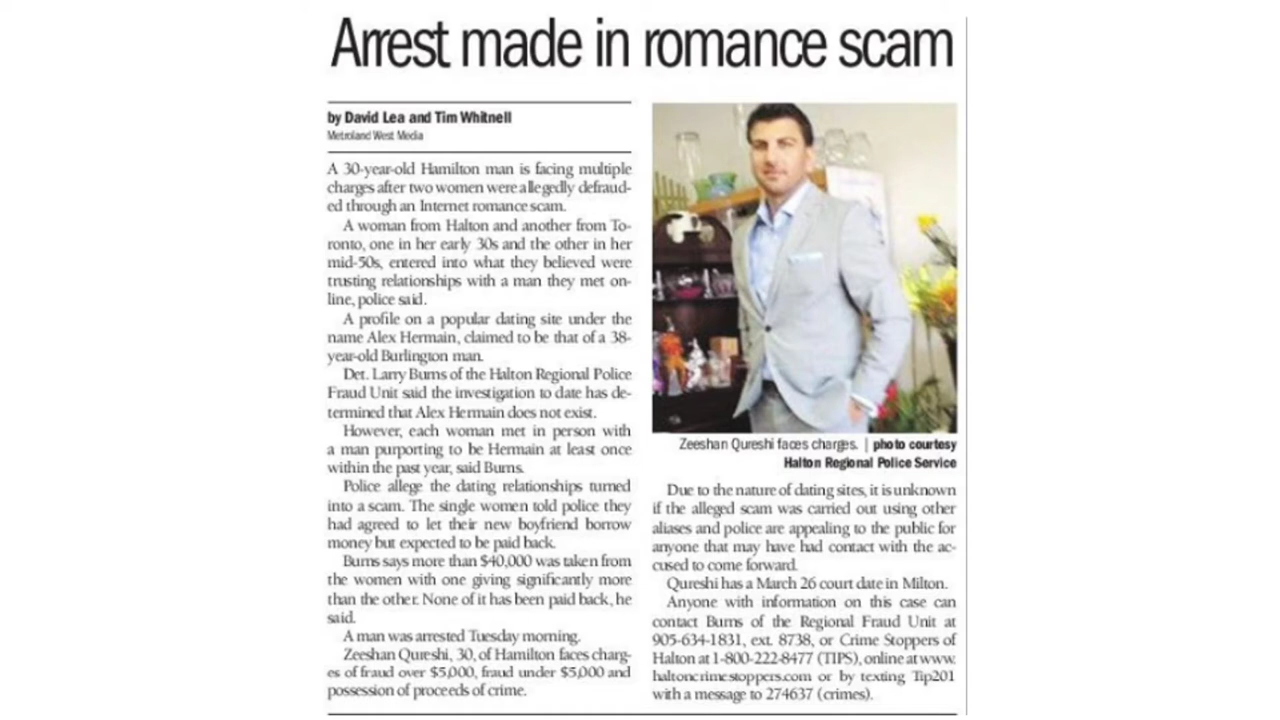 Arrest made in romance scam
by David Lea and Tim Whitnell
Metroland West Media
A 30-year-old Hamilton man is facing multiple
charges after two women were allegedly defraud-
ed through an Internet romance scam.
A woman from Halton and another from To-
ronto, one in her early 30s and the other in her
mid-50s, entered into what they believed were
trusting relationships with a man they met on-
line, police said.
A profile on a popular dating site under the
name Alex Hermain, claimed to be that of a 38-
year-old Burlington man.
Det. Larry Burns of the Halton Regional Police
Fraud Unit said the investigation to date has de-
termined that Alex Hermain does not exist.
However, each woman met in person with
a man purporting to be Hermain at least once
within the past year, said Burns.
Police allege the dating relationships turned
into a scam. The single women told police they
had agreed to let their new boyfriend borrow
money but expected to be paid back.
Burns says more than $40,000 was taken from
the women with one giving significantly more
than the other. None of it has been paid back, he
said.
A man was arrested Tuesday morning.
Zeeshan Qureshi, 30, of Hamilton faces charg-
es of fraud over $5,000, fraud under $5,000 and
possession of proceeds of crime.
Zeeshan Qureshi faces charges. | photo courtesy
Halton Regional Police Service
Due to the nature of dating sites, it is unknown
if the alleged scam was carried out using other
aliases and police are appealing to the public for
anyone that may have had contact with the ac-
cused to come forward.
Qureshi has a March 26 court date in Milton.
Anyone with information on this case can
contact Burns of the Regional Fraud Unit at
905-634-1831, ext. 8738, or Crime Stoppers of
Halton at 1-800-222-8477 (TIPS), online at www.
haltoncrimestoppers.com or by texting Tip201
with a message to 274637 (crimes).